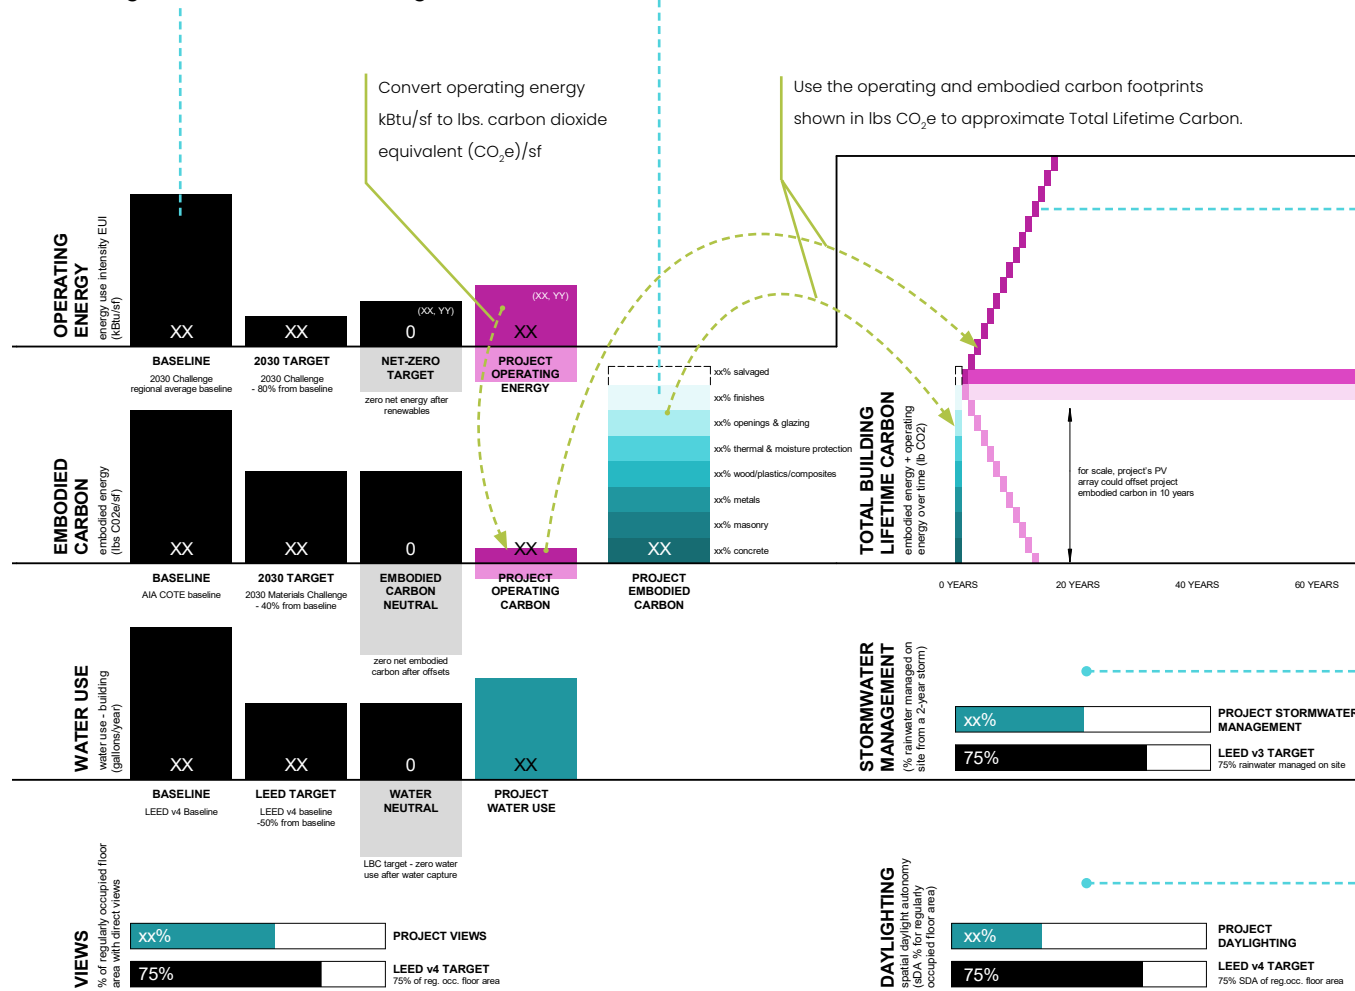 Convert operating energy
kBtu/sf to lbs. carbon dioxide
equivalent (CO2e)/sf
Use the operating and embodied carbon footprints
shown in lbs CO2e to approximate Total Lifetime Carbon.
OPERATING
ENERGY
energy use intensity EUI
(kBtu/sf)
XX
BASELINE
2030 Challenge
regional average baseline
XX
2030 TARGET
2030 Challenge
- 80% from baseline
(XX, YY)
0
NET-ZERO
TARGET
zero net energy after
renewables
(XX, YY)
XX
PROJECT
OPERATING
ENERGY
EMBODIED
CARBON
embodied energy
(lbs C02e/sf)
XX
BASELINE
AIA COTE baseline
XX
2030 TARGET
2030 Materials Challenge
- 40% from baseline
0
EMBODIED
CARBON
NEUTRAL
zero net embodied
carbon after offsets
XX
PROJECT
OPERATING
CARBON
xx% salvaged
xx% finishes
xx% openings & glazing
xx% thermal & moisture protection
xx% wood/plastics/composites
xx% metals
xx% masonry
XX
xx% concrete
PROJECT
EMBODIED
CARBON
TOTAL BUILDING
LIFETIME CARBON
embodied energy + operating
energy over time (lb CO2)
for scale, project's PV
array could offset project
embodied carbon in 10 years
0 YEARS
20 YEARS
40 YEARS
60 YEARS
WATER USE
water use - building
(gallons/year)
XX
BASELINE
LEED v4 Baseline
XX
LEED TARGET
LEED v4 baseline
-50% from baseline
0
WATER
NEUTRAL
LBC target - zero water
use after water capture
XX
PROJECT
WATER USE
STORMWATER
MANAGEMENT
(% rainwater managed on
site from a 2-year storm)
xx%
PROJECT STORMWATER
MANAGEMENT
75%
LEED v3 TARGET
75% rainwater managed on site
VIEWS
% of regularly occupied floor
area with direct views
xx%
PROJECT VIEWS
75%
LEED v4 TARGET
75% of reg. occ. floor area
DAYLIGHTING
spatial daylight autonomy
(sDA % for regularly
occupied floor area)
xx%
PROJECT
DAYLIGHTING
75%
LEED v4 TARGET
75% SDA of reg.occ. floor area